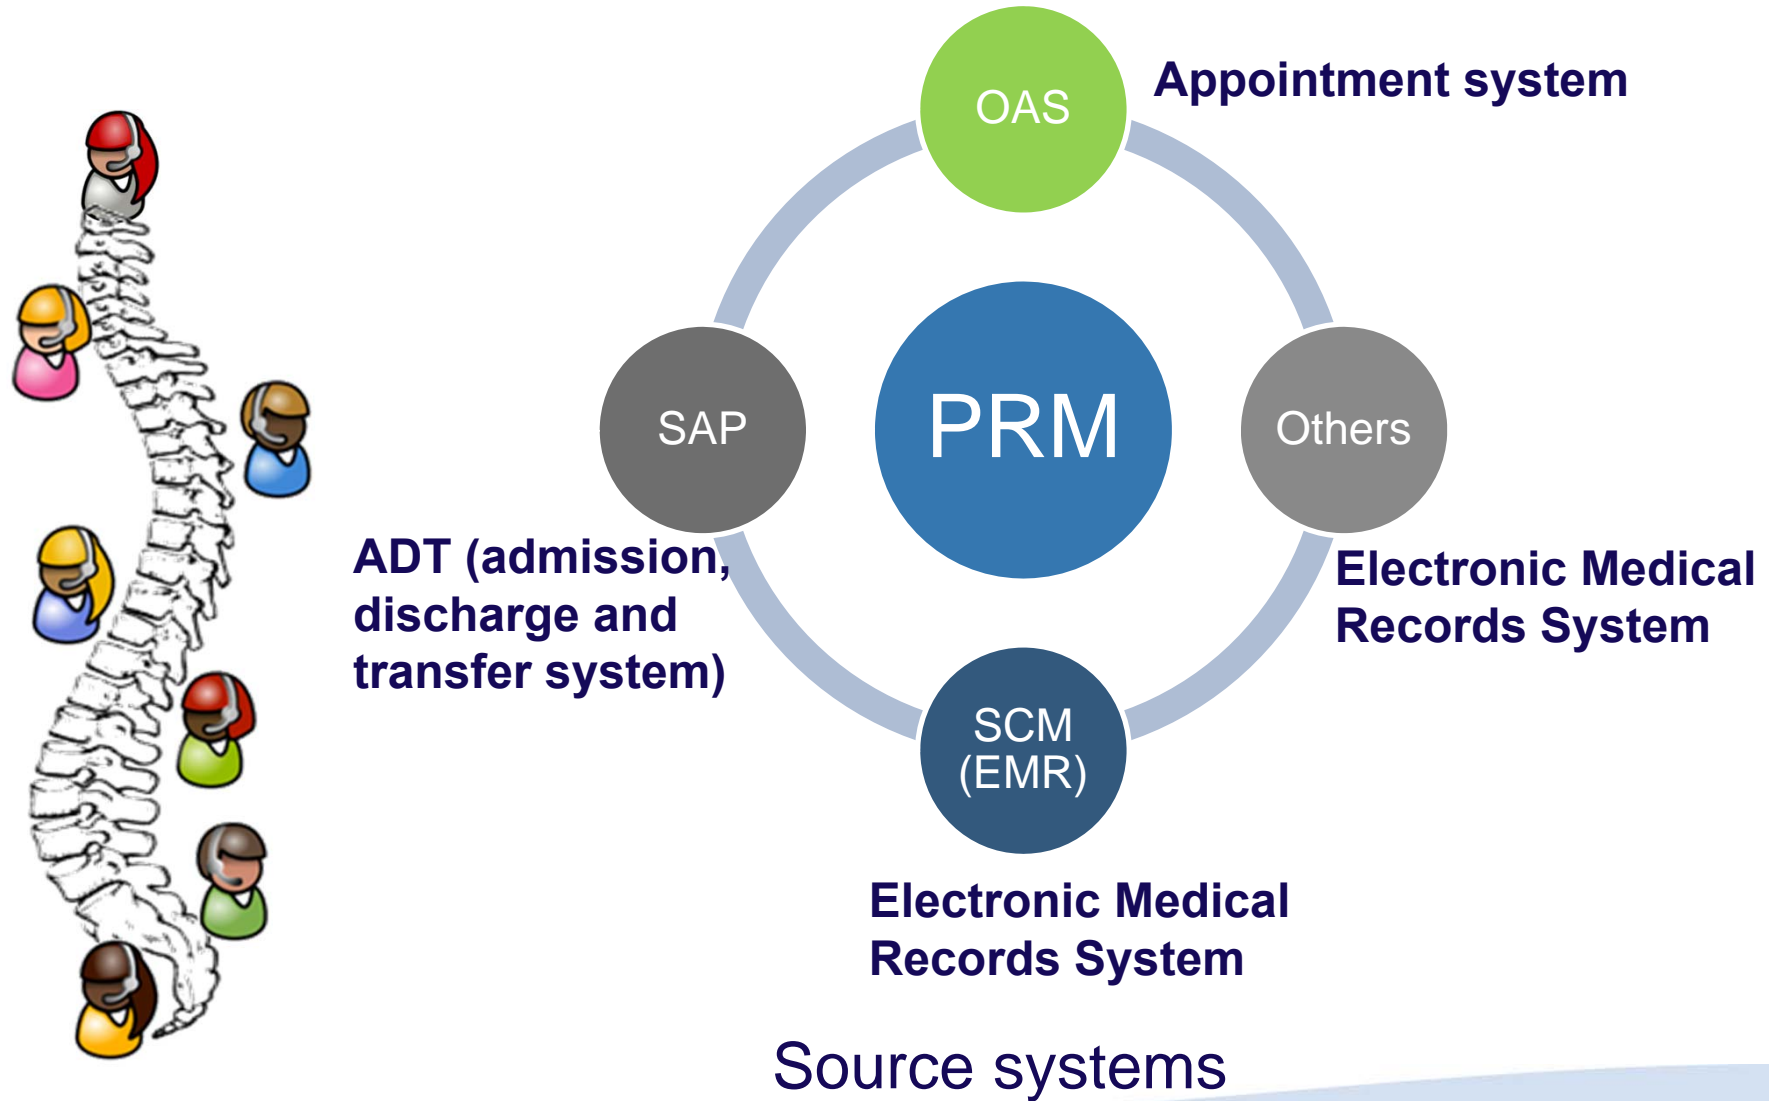 OAS
Appointment system
SAP
PRM
Others
ADT (admission,
discharge and
transfer system)
Electronic Medical
Records System
SCM
(EMR)
Electronic Medical
Records System
Source systems